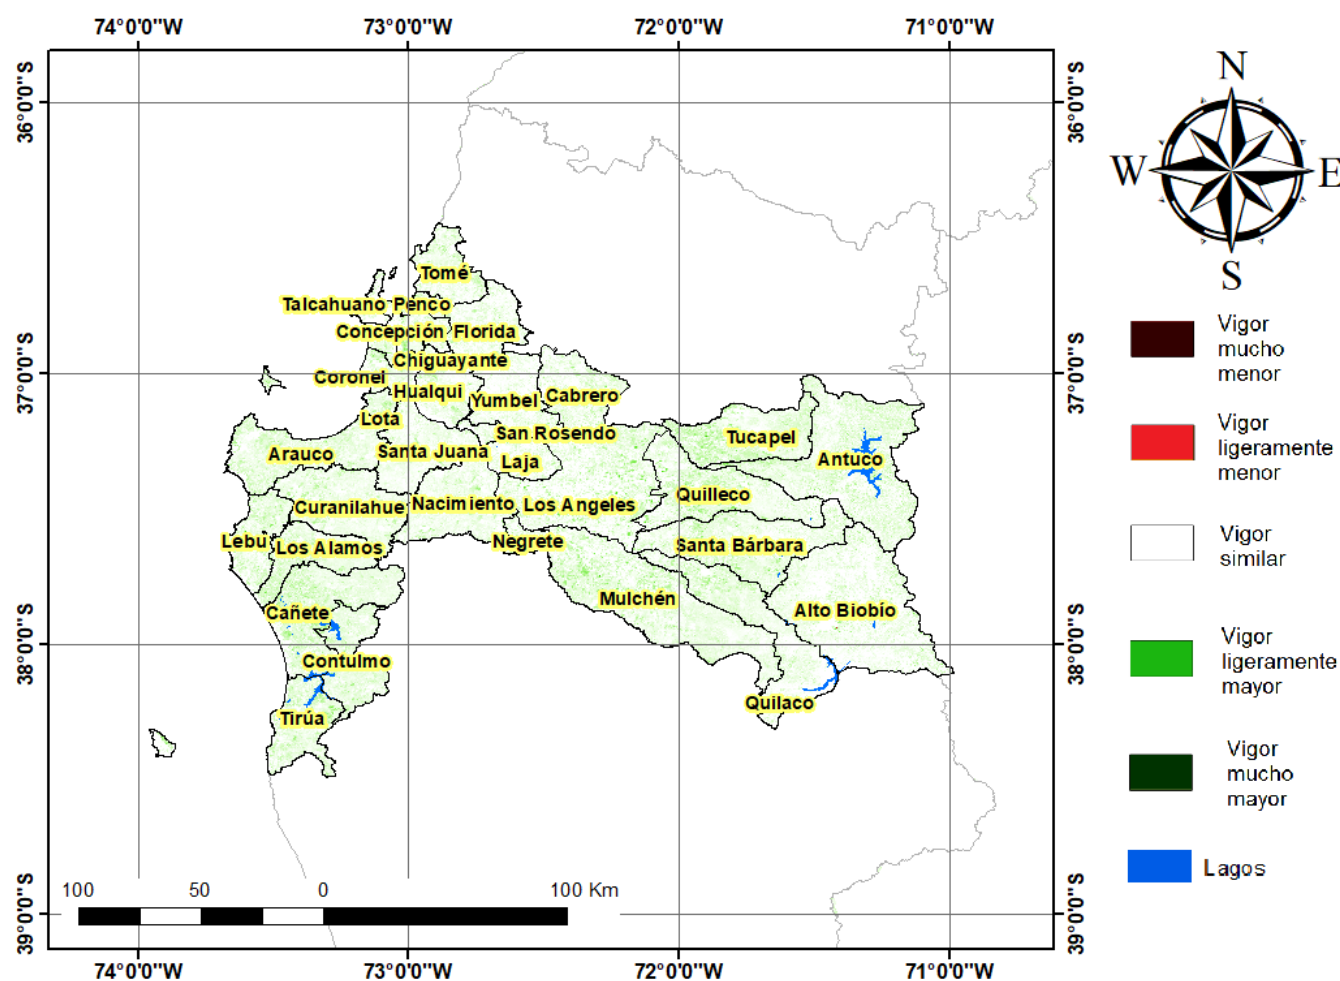 74°0'0"W 73°0'0"W 72°0'0"W 71°0'0"W
36°0'0"S 36°0'0"S
37°0'0"S 37°0'0"S
38°0'0"S 38°0'0"S
39°0'0"S 39°0'0"S
Tomé
Talcahuano Penco
Concepción Florida
Chiguayante
Coronel
Hualqui
Yumbel Cabrero
Lota
San Rosendo
Tucapel
Arauco
Santa Juana
Laja
Antuco
Quilleco
Curanilahue Nacimiento Los Angeles
Lebu Los Alamos
Negrete
Santa Bárbara
Mulchén
Cañete
Alto Biobío
Contulmo
Quilaco
Tirúa
100 50 0 100 Km
74°0'0"W 73°0'0"W 72°0'0"W 71°0'0"W
N
W E
S
Vigor
mucho
menor
Vigor
ligeramente
menor
Vigor
similar
Vigor
ligeramente
mayor
Vigor
mucho
mayor
Lagos